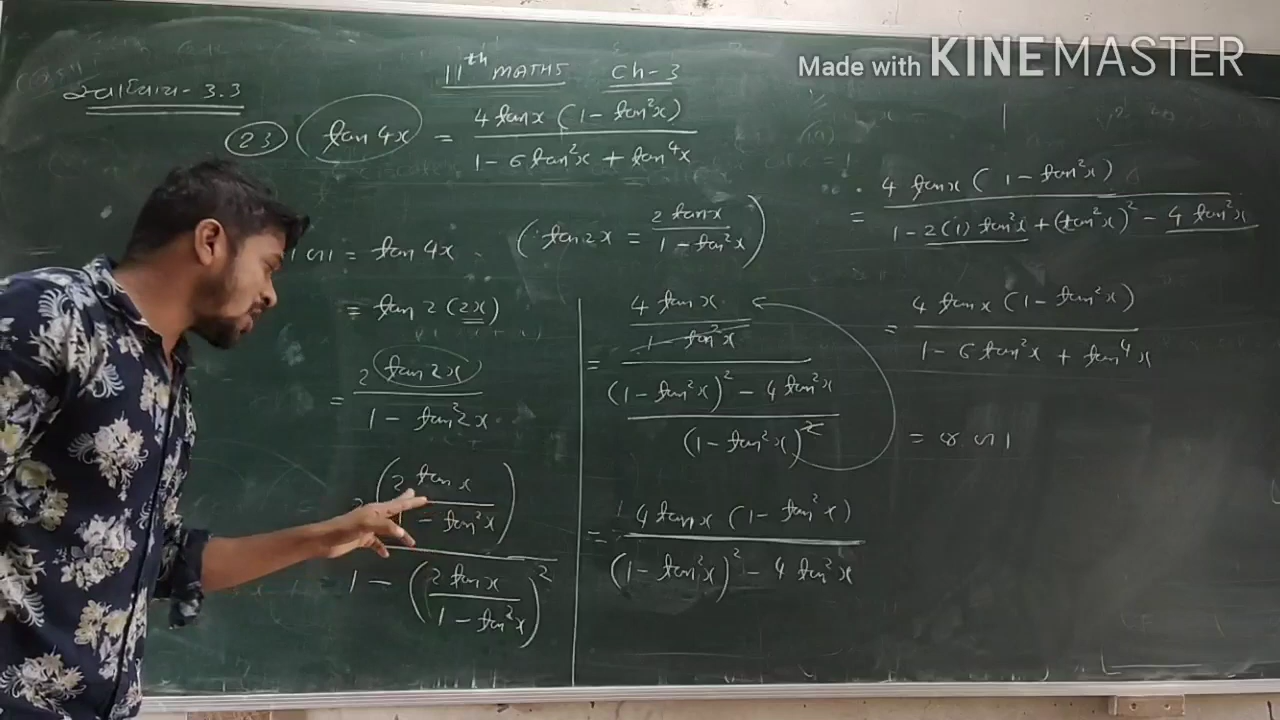 Made with KINEMASTER
11th MATHS Ch-3
સ્વાધ્યાય - 3.3
23 tan 4x = 4 tan x (1 - tan²x) / 1 - 6 tan²x + tan⁴x
= tan 4x (∵ tan 2x = 2 tan x / 1 - tan²x)
= tan 2 (2x)
= 2 tan 2x / 1 - tan²2x
2 (2 tan x / 1 - tan²x) / 1 - (2 tan x / 1 - tan²x)²
= 4 tan x / 1 - tan²x / (1 - tan²x)² - 4 tan²x / (1 - tan²x)²
= 4 tan x (1 - tan²x) / (1 - tan²x)² - 4 tan²x
= 4 tan x (1 - tan²x) / 1 - 2(1) tan²x + (tan²x)² - 4 tan²x
= 4 tan x (1 - tan²x) / 1 - 6 tan²x + tan⁴x
= જ.બા